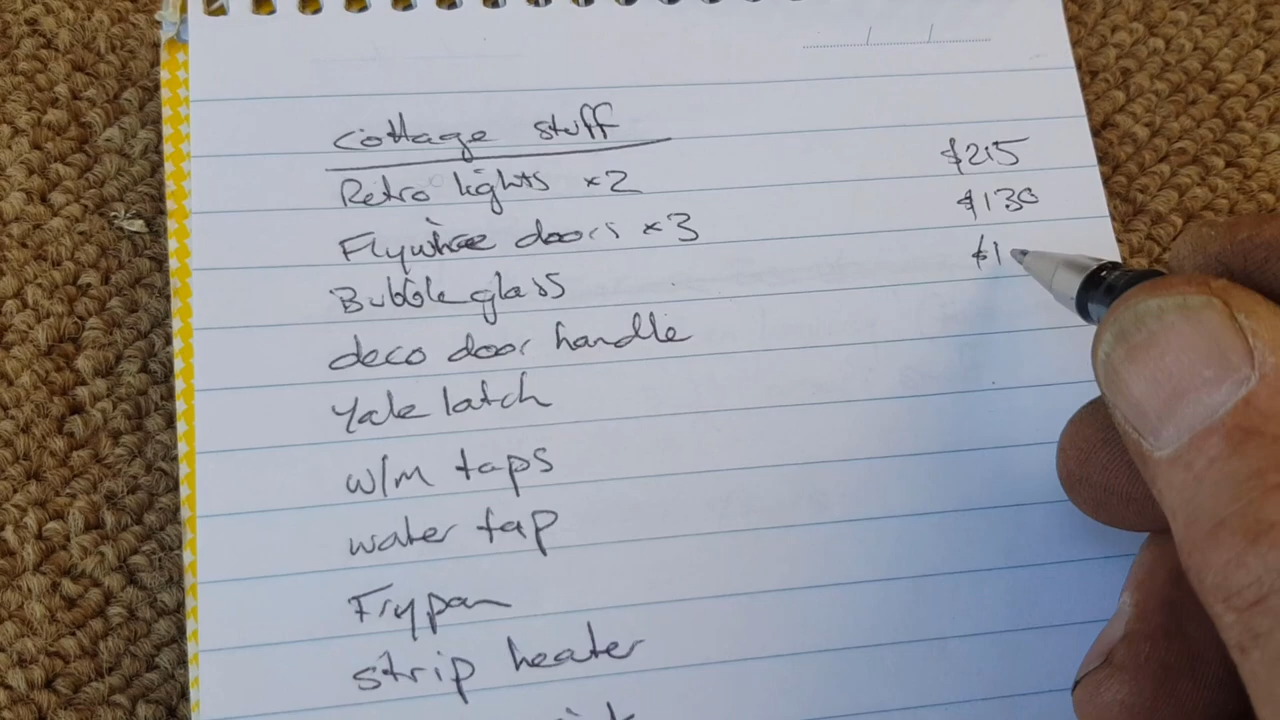 Cottage stuff
Retro lights x2 $215
Flywire doors x3 $130
Bubble glass $1
deco door handle
Yale latch
w/m taps
water tap
Frypan
strip heater